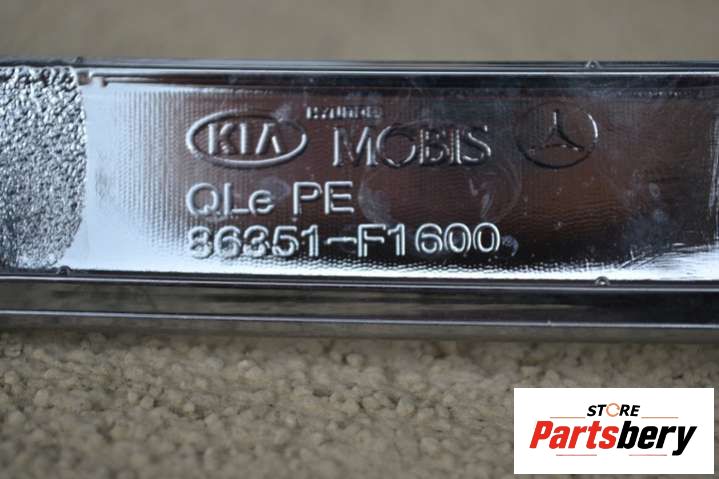 HYUNDAI
KIA MOBIS
QLe PE
86351-F1600
STORE
Partsbery